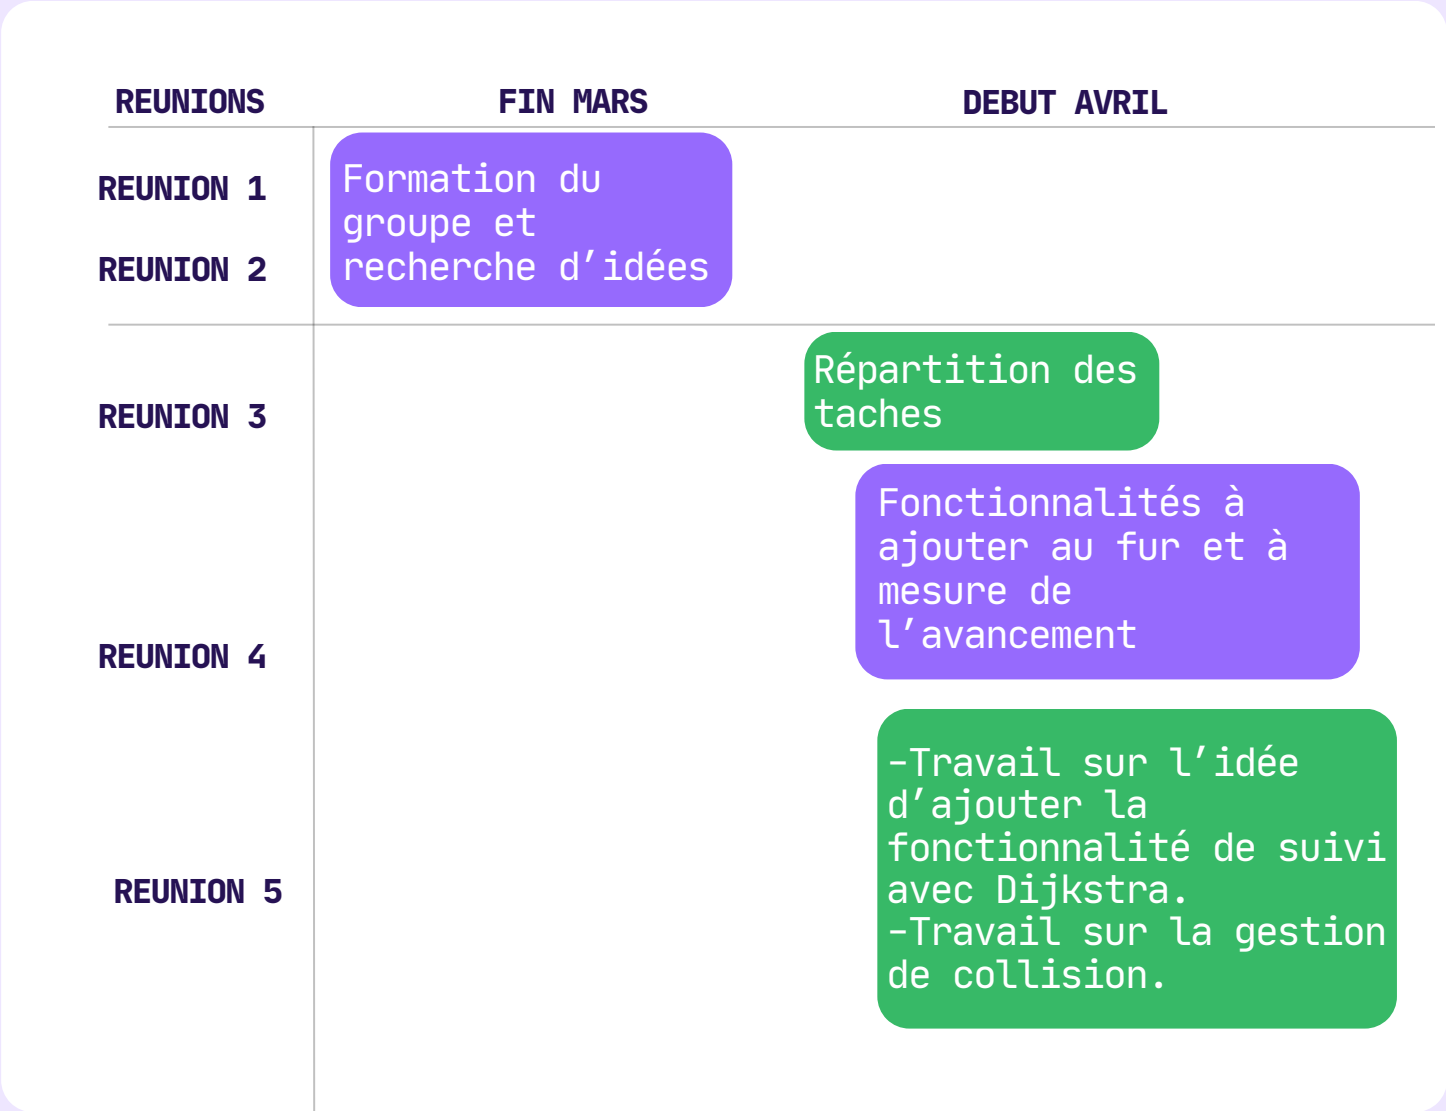 REUNIONS
FIN MARS
DEBUT AVRIL
REUNION 1
REUNION 2
Formation du
groupe et
recherche d’idées
REUNION 3
Répartition des
taches
REUNION 4
Fonctionnalités à
ajouter au fur et à
mesure de
l’avancement
REUNION 5
-Travail sur l’idée
d’ajouter la
fonctionnalité de suivi
avec Dijkstra.
-Travail sur la gestion
de collision.